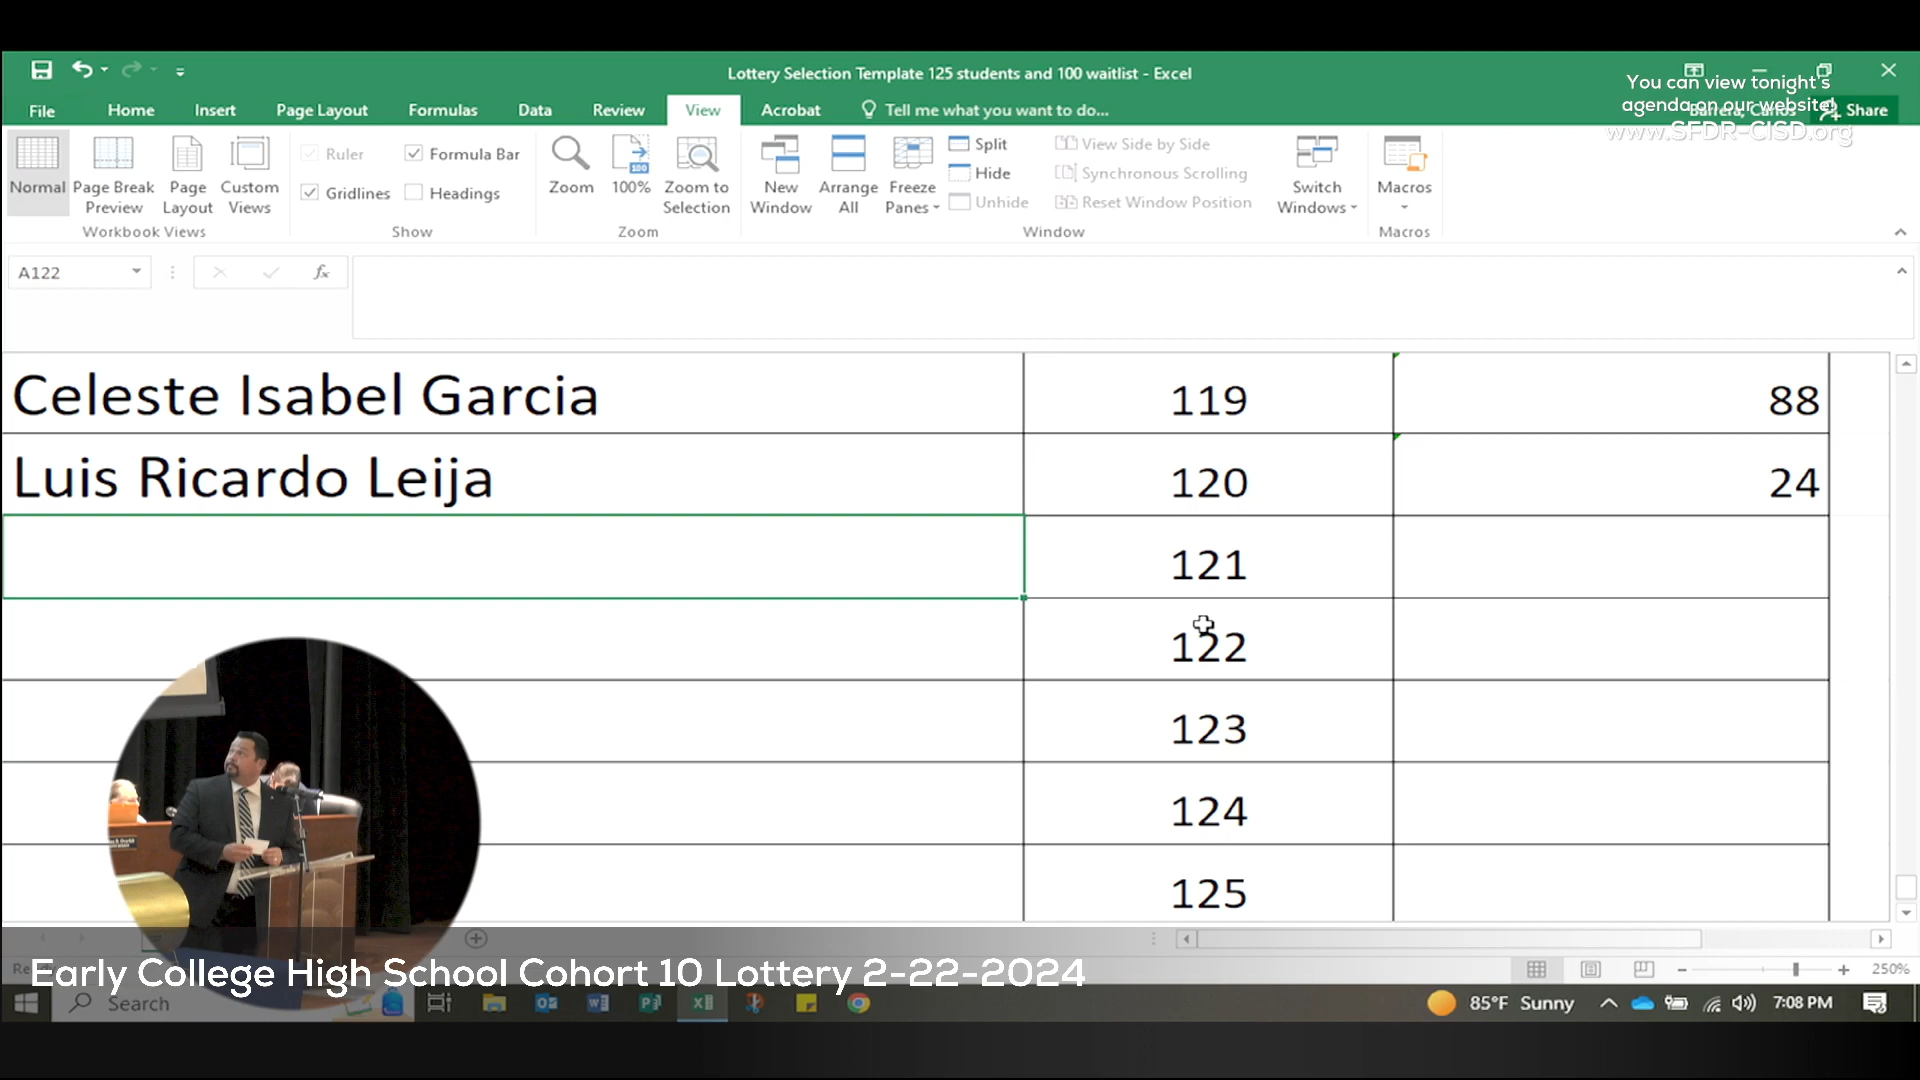 Lottery Selection Template 125 students and 100 waitlist - Excel
You can view tonight's
agenda on our website!
www.SFDR-CISD.org
File Home Insert Page Layout Formulas Data Review View Acrobat Tell me what you want to do... Barrera, Carlos Share
Normal
Page Break Preview
Page Layout
Custom Views
Workbook Views
Ruler
Formula Bar
Gridlines
Headings
Show
Zoom
100
100%
Zoom to Selection
Zoom
New Window
Arrange All
Freeze Panes
Split
Hide
Unhide
View Side by Side
Synchronous Scrolling
Reset Window Position
Window
Switch Windows
Macros
Macros
A122
fx
Celeste Isabel Garcia 119 88
Luis Ricardo Leija 120 24
121
122
123
124
125
Early College High School Cohort 10 Lottery 2-22-2024
250%
Search
85°F Sunny
7:08 PM